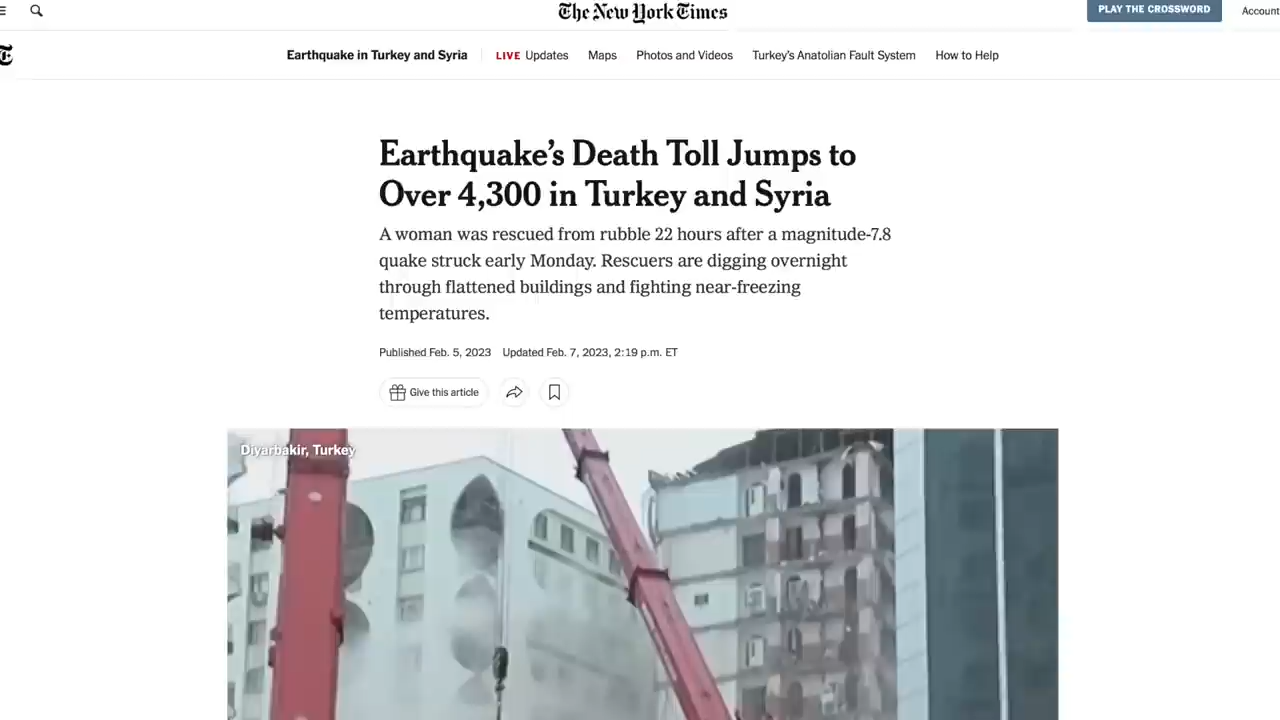 The New York Times
PLAY THE CROSSWORD
Account
Earthquake in Turkey and Syria
LIVE Updates
Maps
Photos and Videos
Turkey's Anatolian Fault System
How to Help
Earthquake's Death Toll Jumps to
Over 4,300 in Turkey and Syria
A woman was rescued from rubble 22 hours after a magnitude-7.8
quake struck early Monday. Rescuers are digging overnight
through flattened buildings and fighting near-freezing
temperatures.
Published Feb. 5, 2023 Updated Feb. 7, 2023, 2:19 p.m. ET
Give this article
Diyarbakir, Turkey